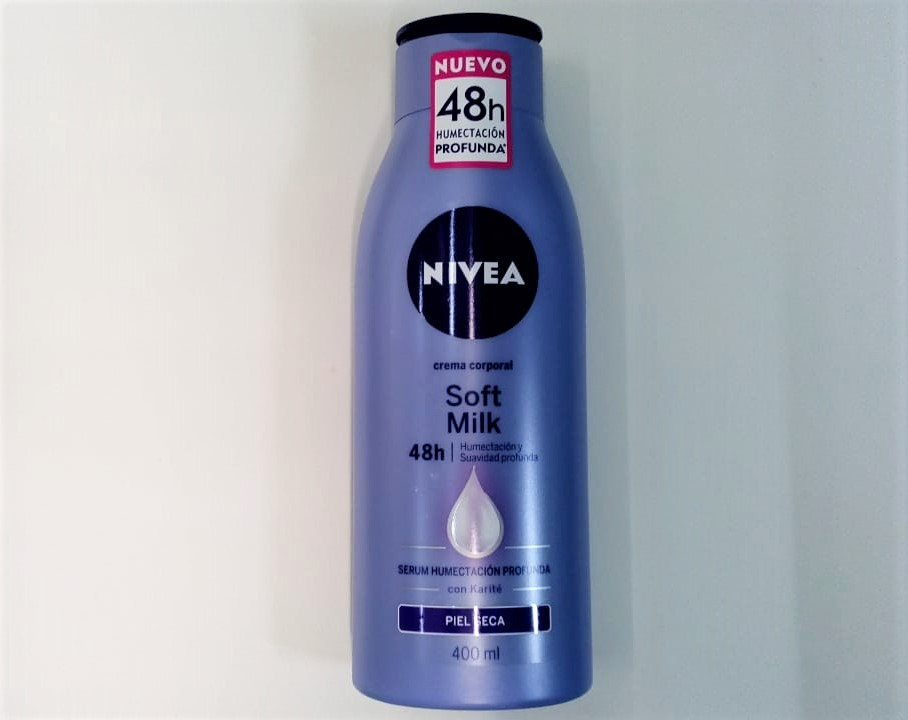 NUEVO
48h
HUMECTACIÓN
PROFUNDA*
NIVEA
crema corporal
Soft
Milk
48h | Humectación y
Suavidad profunda
SERUM HUMECTACIÓN PROFUNDA
con Karité
PIEL SECA
400 ml